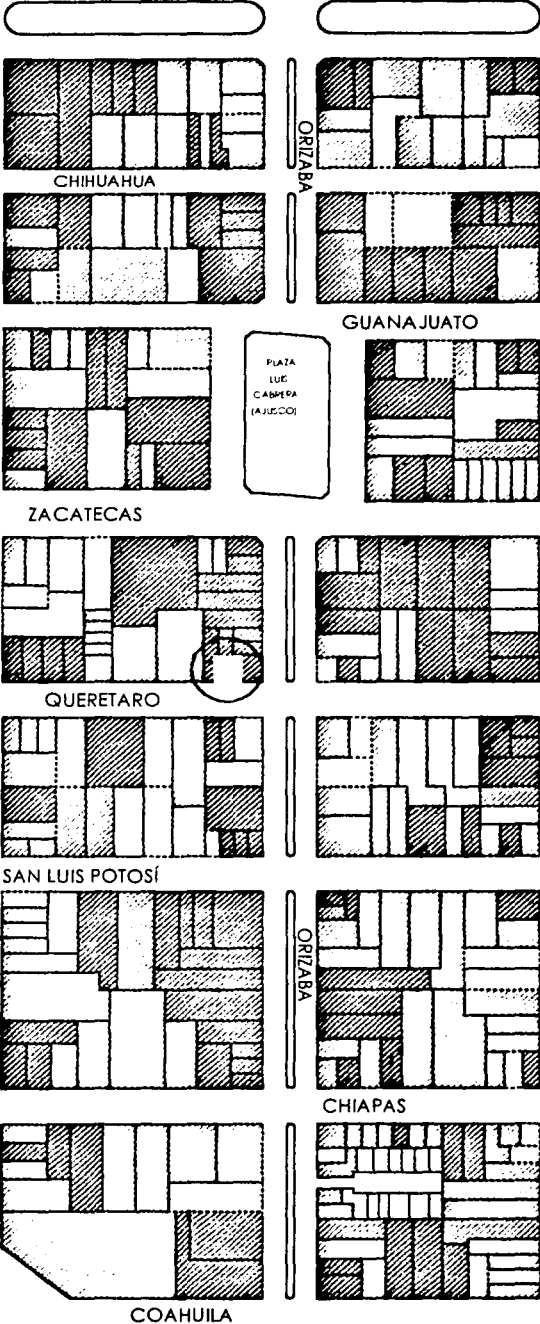 ORIZABA
CHIHUAHUA
GUANAJUATO
PLAZA
LUIS
CABRERA
(AJUSCO)
ZACATECAS
QUERETARO
SAN LUIS POTOSÍ
ORIZABA
CHIAPAS
COAHUILA